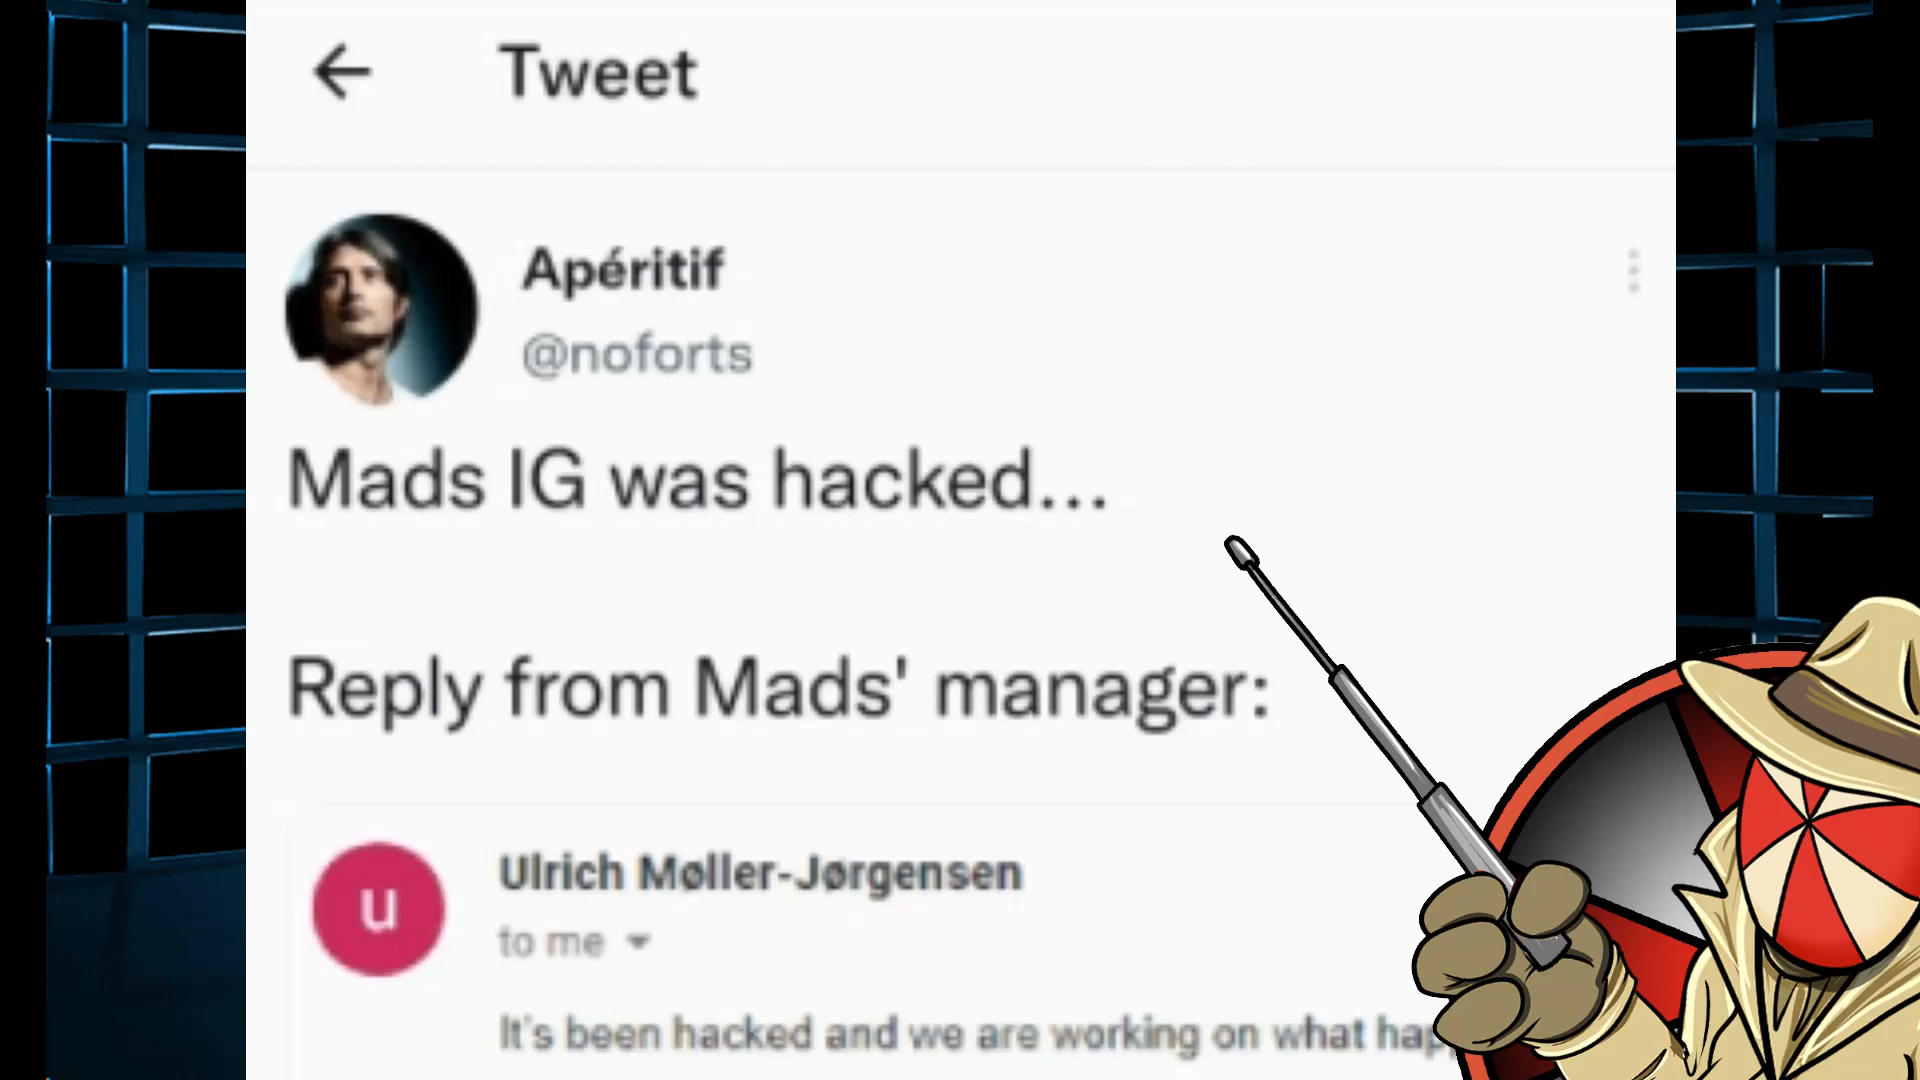 Tweet
Apéritif
@noforts
Mads IG was hacked...
Reply from Mads' manager:
u
Ulrich Møller-Jørgensen
to me
It's been hacked and we are working on what